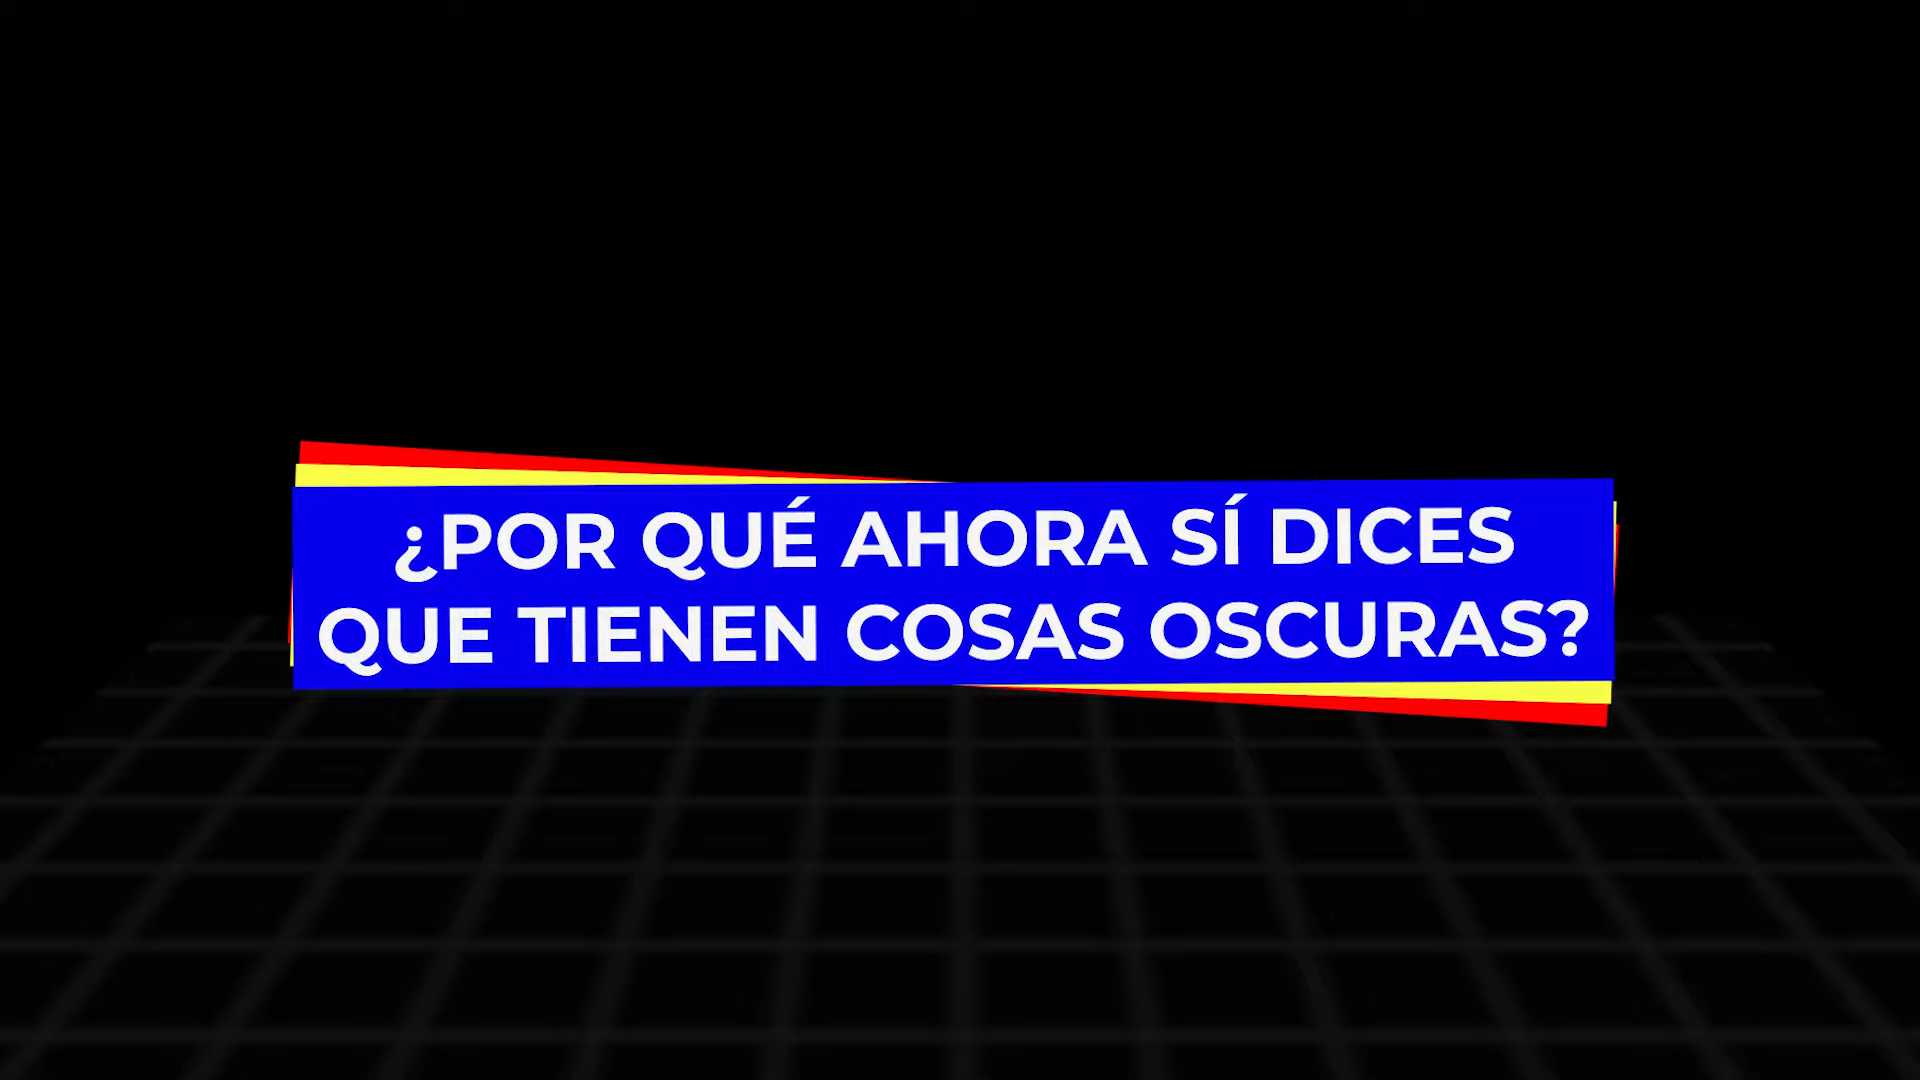 ¿POR QUÉ AHORA SÍ DICES
QUE TIENEN COSAS OSCURAS?